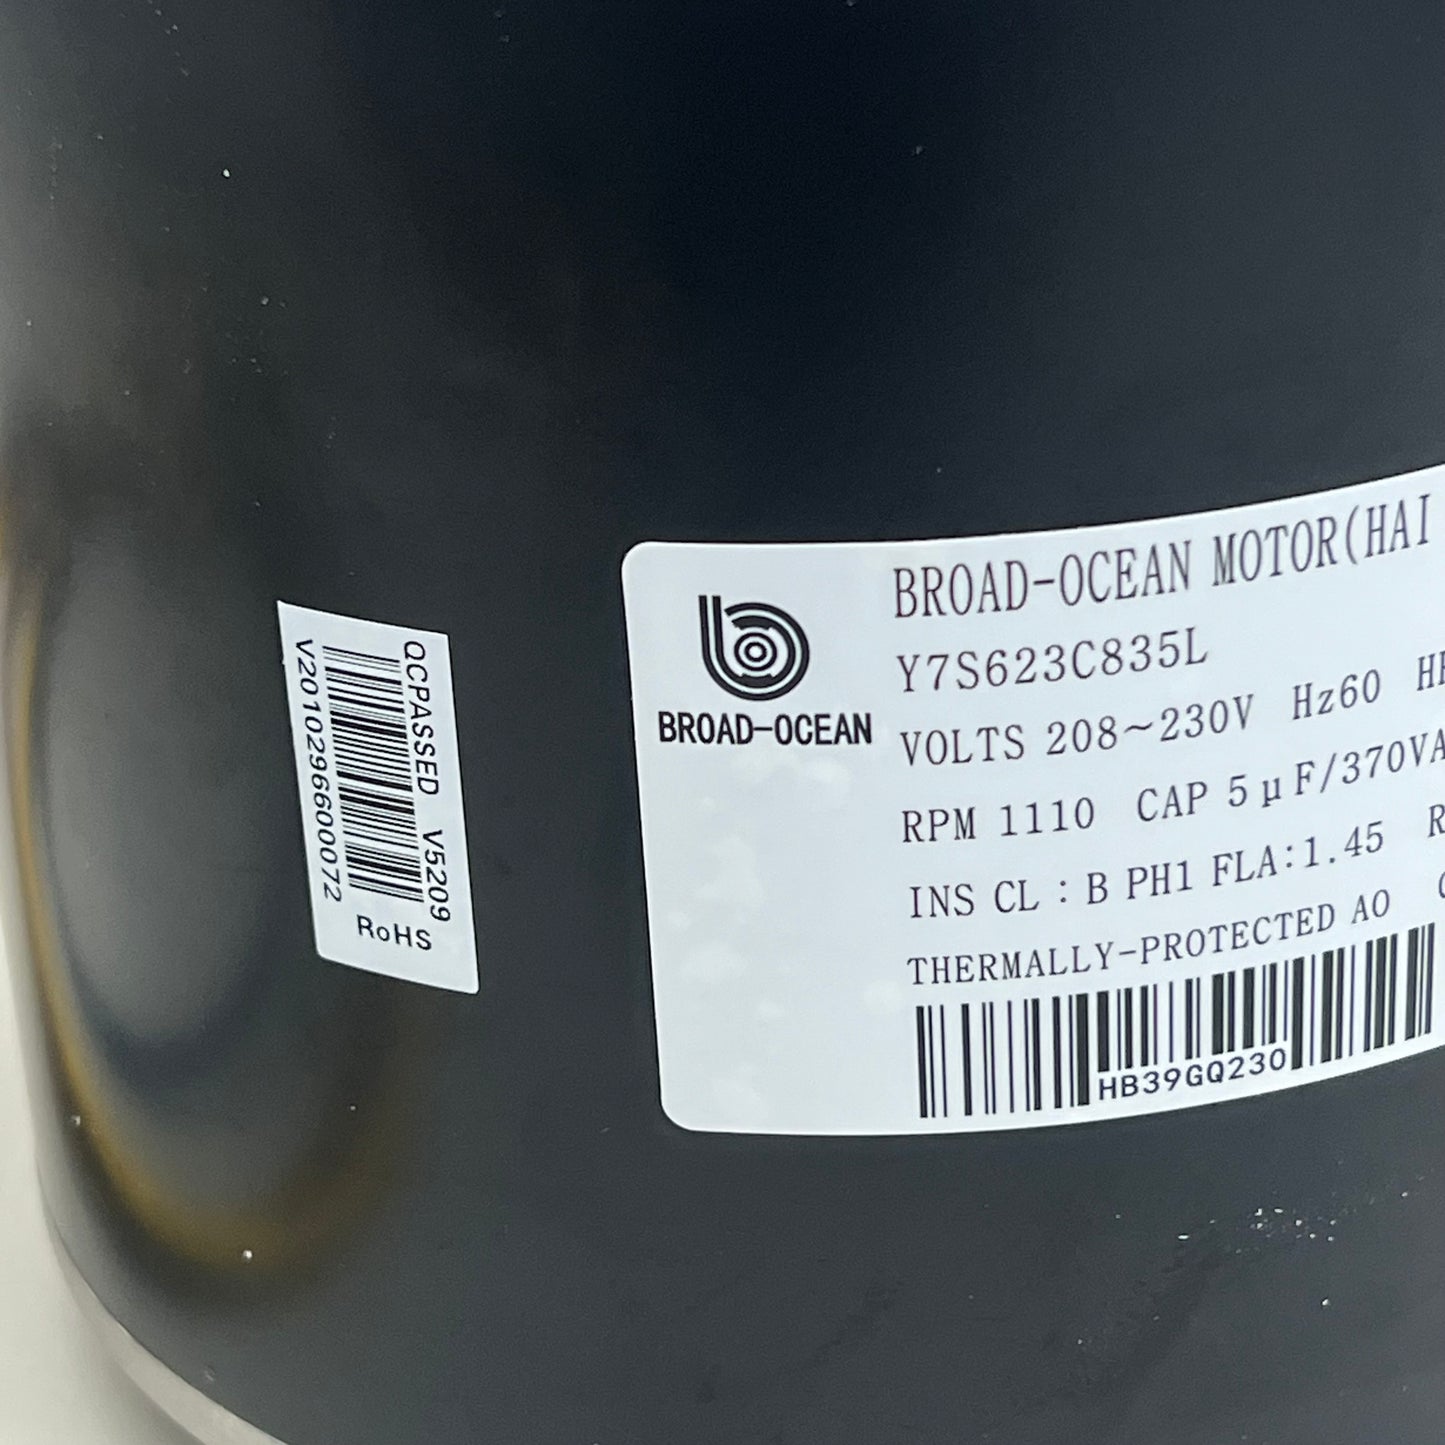 QCPASSED V5209
V2010296600072
RoHS
BROAD-OCEAN
BROAD-OCEAN MOTOR(HAI
Y7S623C835L
VOLTS 208~230V Hz60
RPM 1110 CAP 5μF/370VA
INS CL : B PH1 FLA:1.45
THERMALLY-PROTECTED AO
HB39GQ230